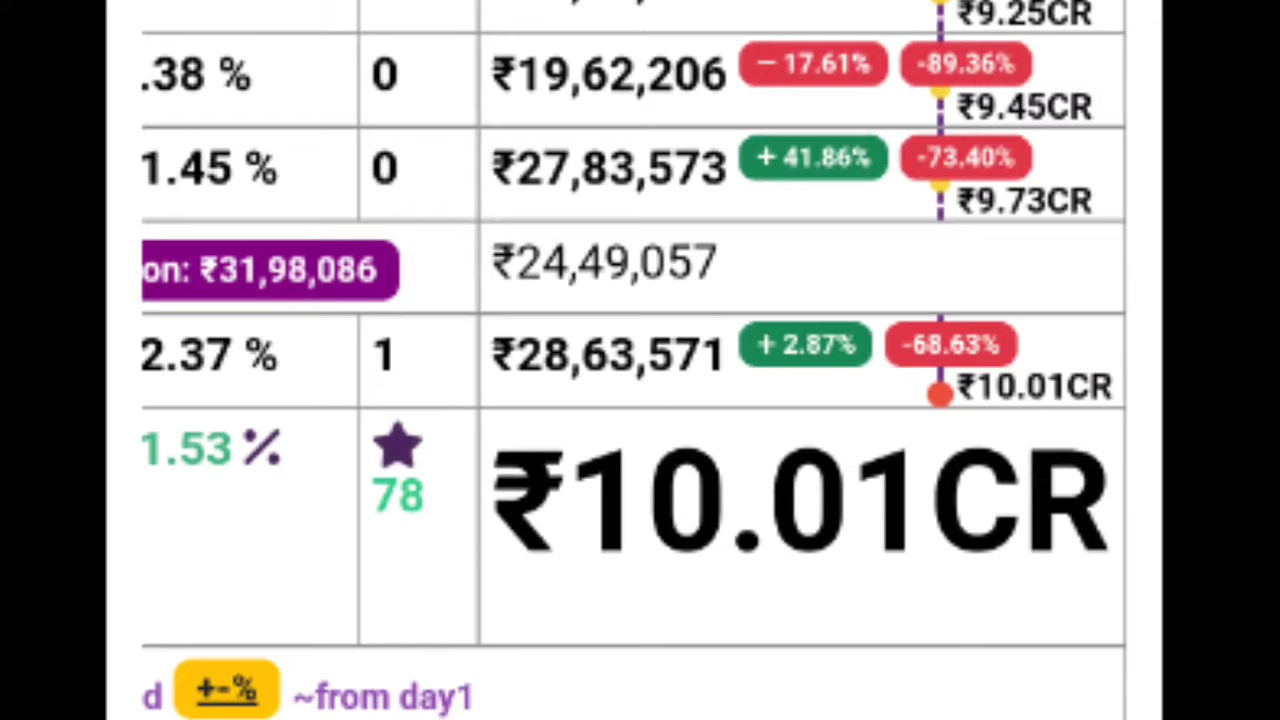 ₹9.25CR
.38 % 0 ₹19,62,206 − 17.61% -89.36%
₹9.45CR
1.45 % 0 ₹27,83,573 + 41.86% -73.40%
₹9.73CR
on: ₹31,98,086 ₹24,49,057
2.37 % 1 ₹28,63,571 + 2.87% -68.63%
₹10.01CR
1.53 % ₹10.01CR
78
d +-% ~from day1